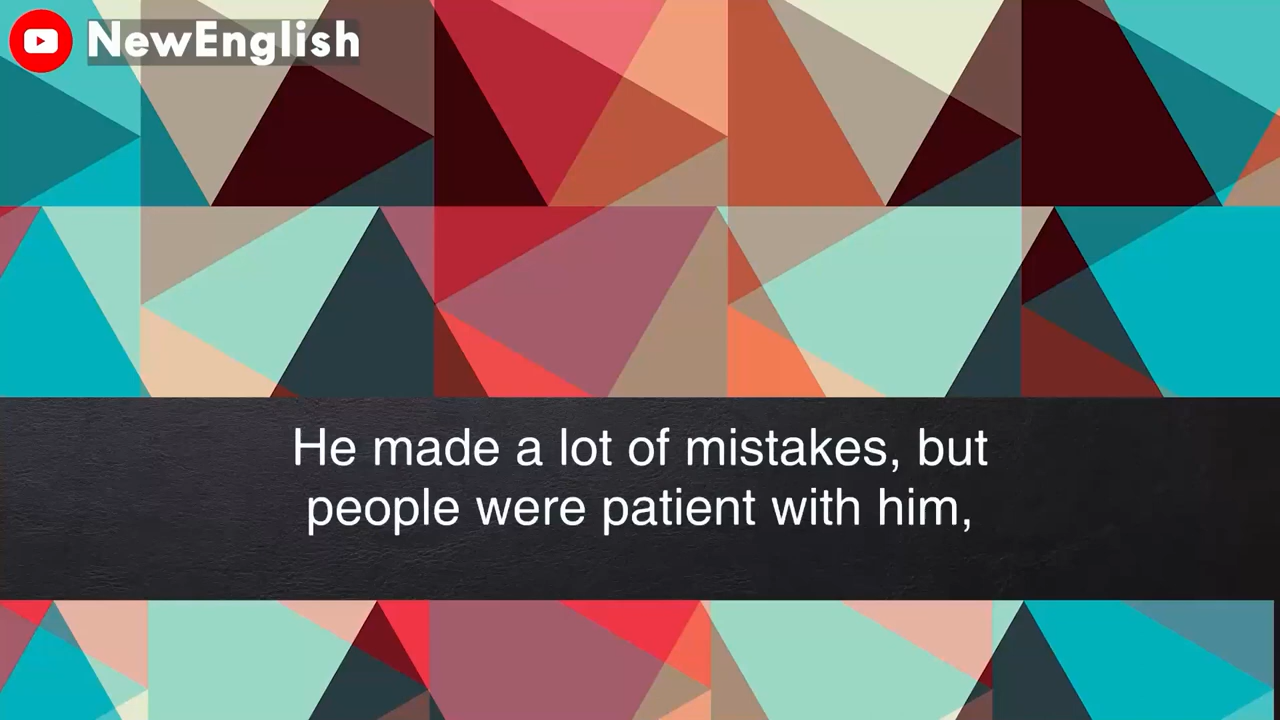 NewEnglish
He made a lot of mistakes, but
people were patient with him,